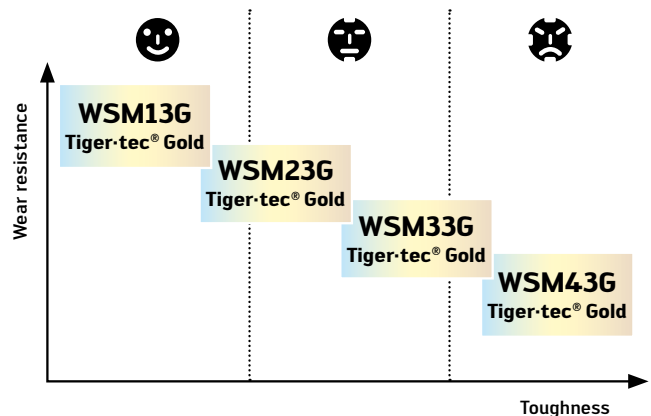 Wear resistance
WSM13G
Tiger·tec® Gold
WSM23G
Tiger·tec® Gold
WSM33G
Tiger·tec® Gold
WSM43G
Tiger·tec® Gold
Toughness